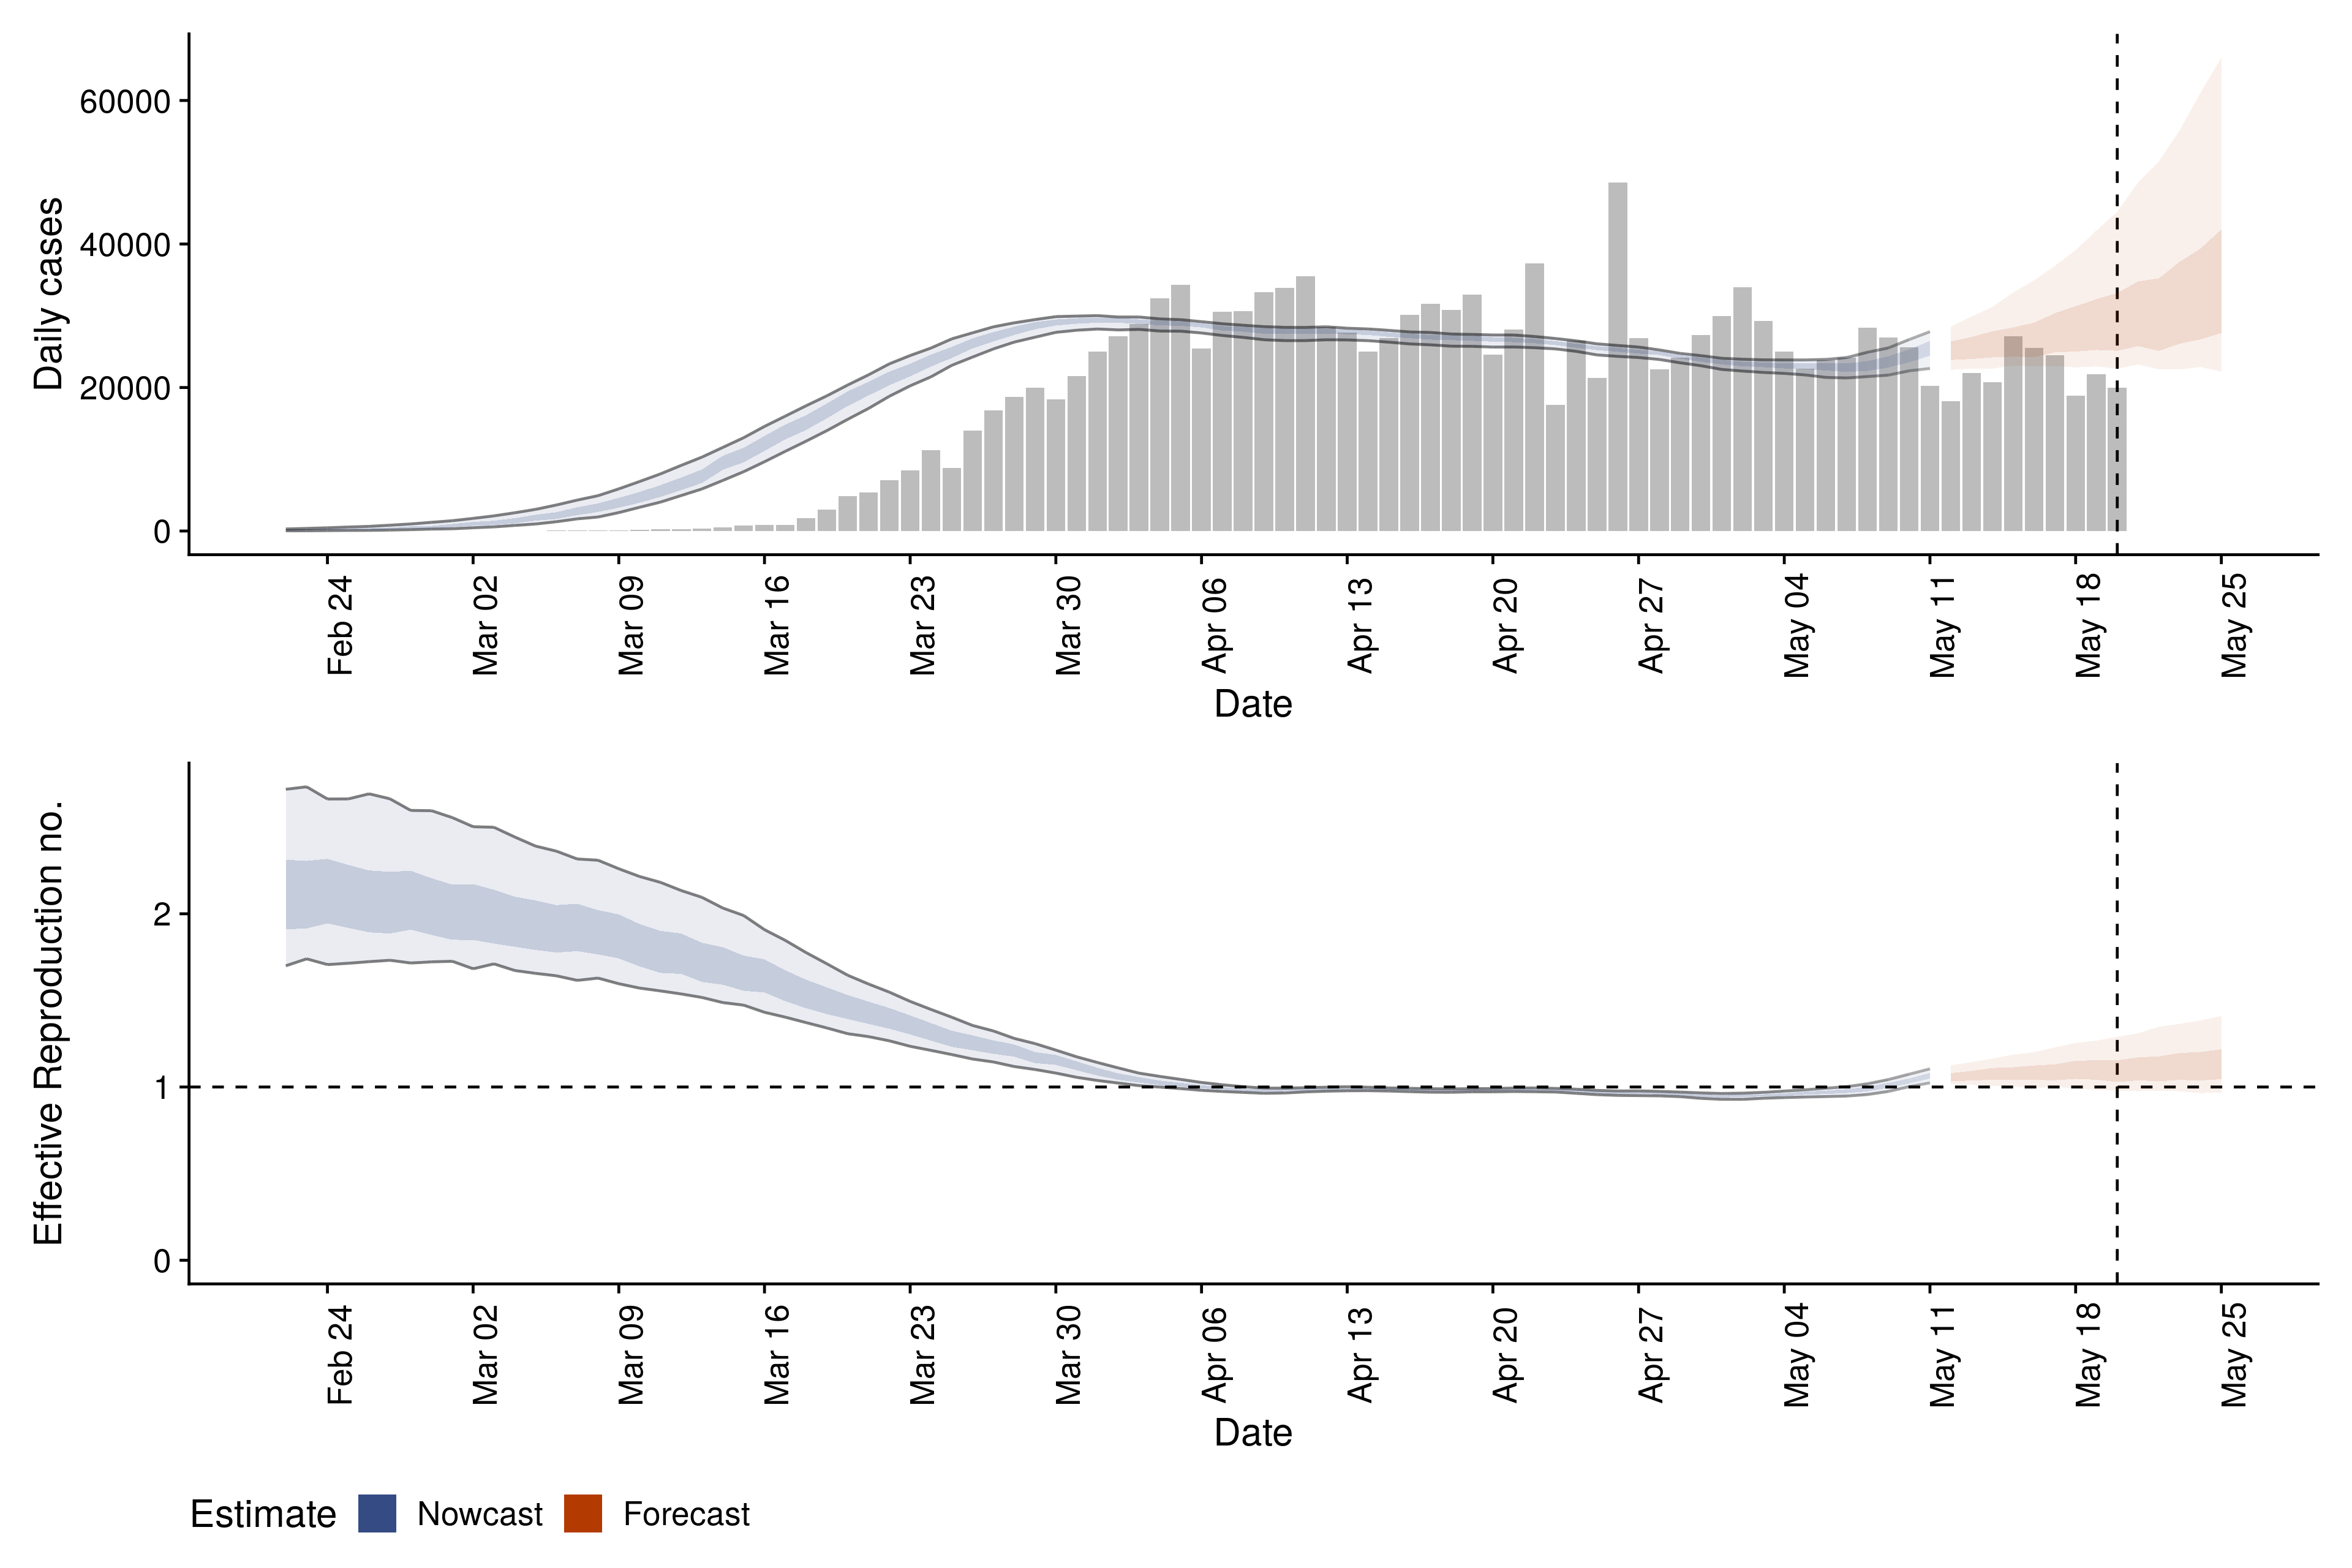 Daily cases
60000
40000
20000
0
Feb 24
Mar 02
Mar 09
Mar 16
Mar 23
Mar 30
Apr 06
Apr 13
Apr 20
Apr 27
May 04
May 11
May 18
May 25
Date
Effective Reproduction no.
2
1
0
Feb 24
Mar 02
Mar 09
Mar 16
Mar 23
Mar 30
Apr 06
Apr 13
Apr 20
Apr 27
May 04
May 11
May 18
May 25
Date
Estimate Nowcast Forecast